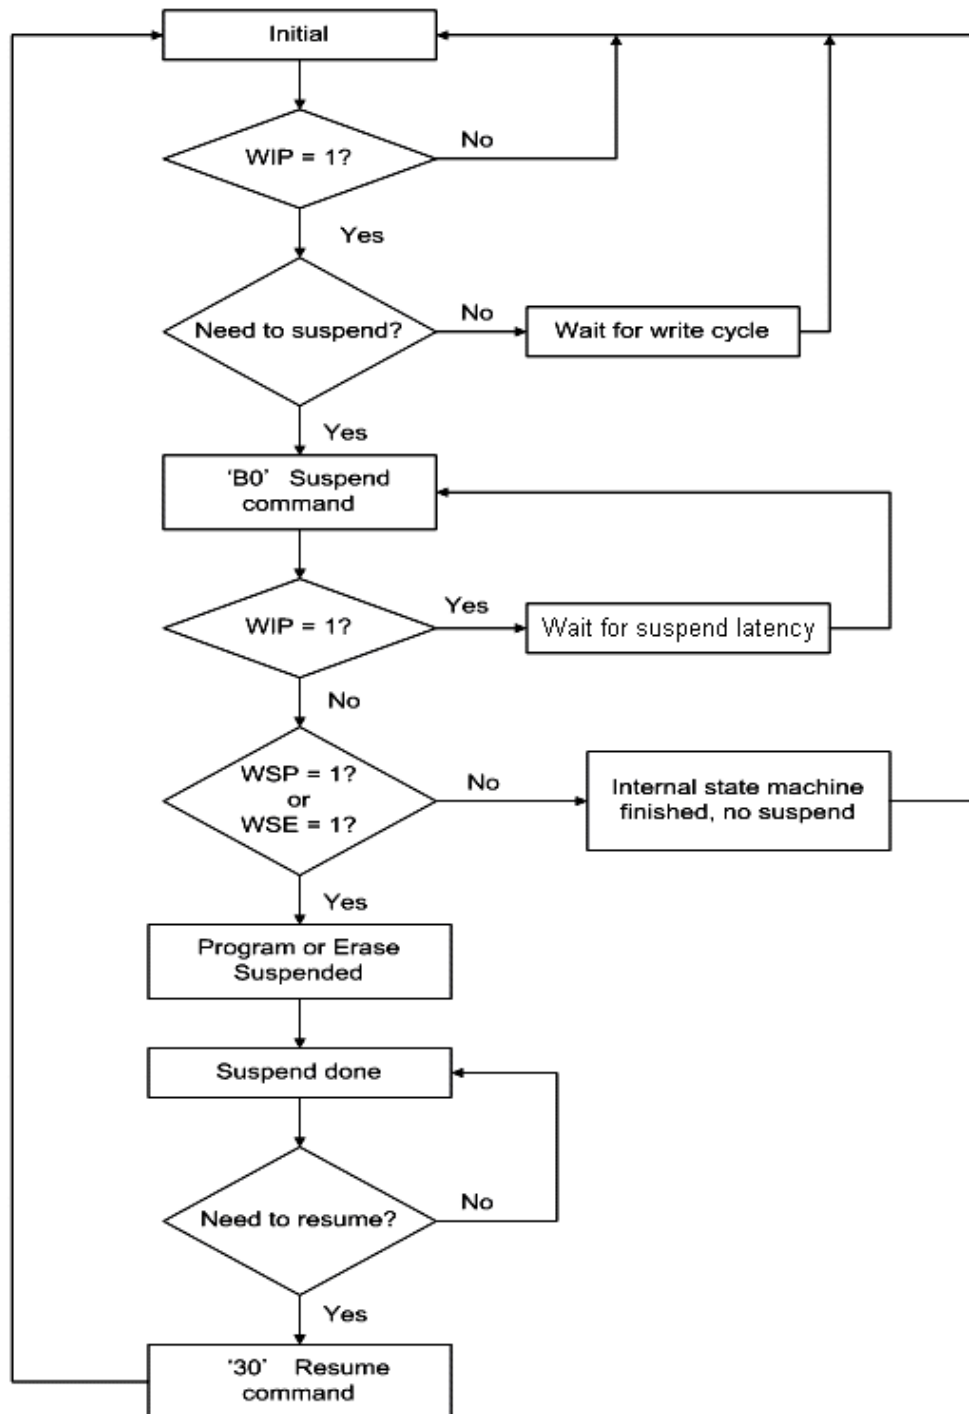 Initial
WIP = 1?
No
Yes
Need to suspend?
No
Wait for write cycle
Yes
‘B0’ Suspend
command
WIP = 1?
Yes
Wait for suspend latency
No
WSP = 1?
or
WSE = 1?
No
Internal state machine
finished, no suspend
Yes
Program or Erase
Suspended
Suspend done
Need to resume?
No
Yes
‘30’ Resume
command